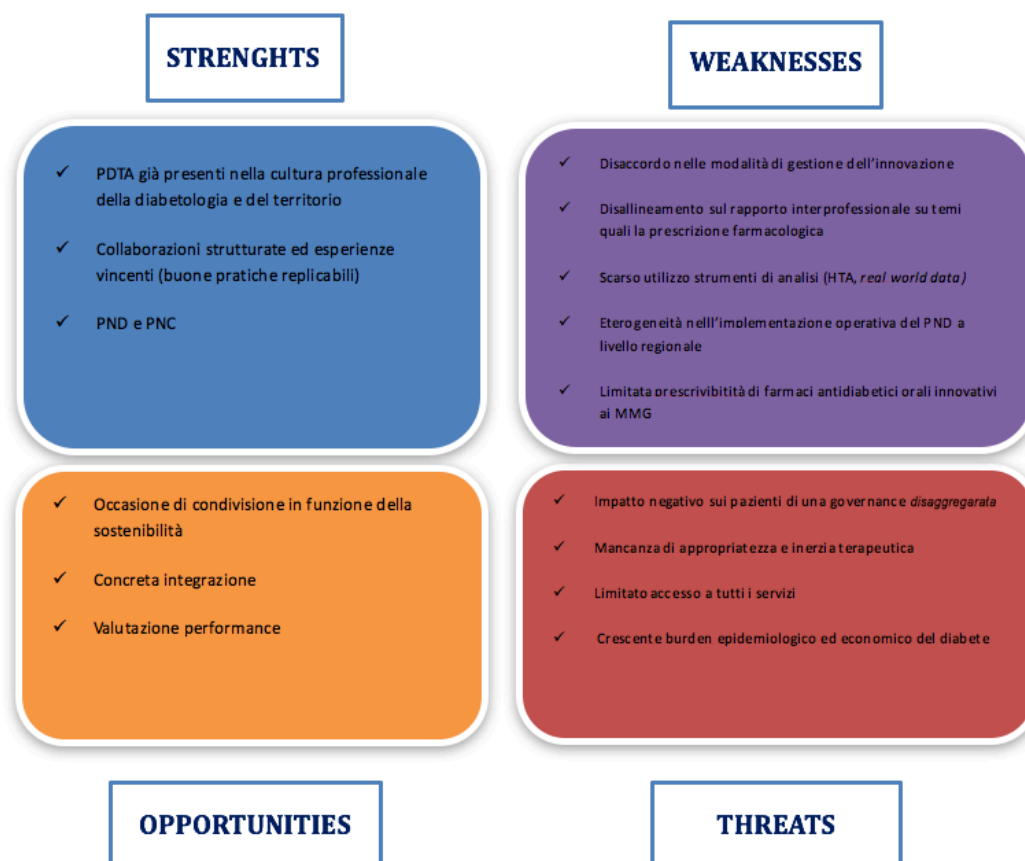 STRENGHTS
PDTA già presenti nella cultura professionale
della diabetologia e del territorio
Collaborazioni strutturate ed esperienze
vincenti (buone pratiche replicabili)
PND e PNC
WEAKNESSES
Disaccordo nelle modalità di gestione dell'innovazione
Disallineamento sul rapporto interprofessionale su temi
quali la prescrizione farmacologica
Scarso utilizzo strumenti di analisi (HTA, real world data)
Eterogeneità nelll'implementazione operativa del PND a
livello regionale
Limitata prescrivibitità di farmaci antidiabetici orali innovativi
ai MMG
Occasione di condivisione in funzione della
sostenibilità
Concreta integrazione
Valutazione performance
OPPORTUNITIES
Impatto negativo sui pazienti di una governance disaggregarata
Mancanza di appropriatezza e inerzia terapeutica
Limitato accesso a tutti i servizi
Crescente burden epidemiologico ed economico del diabete
THREATS